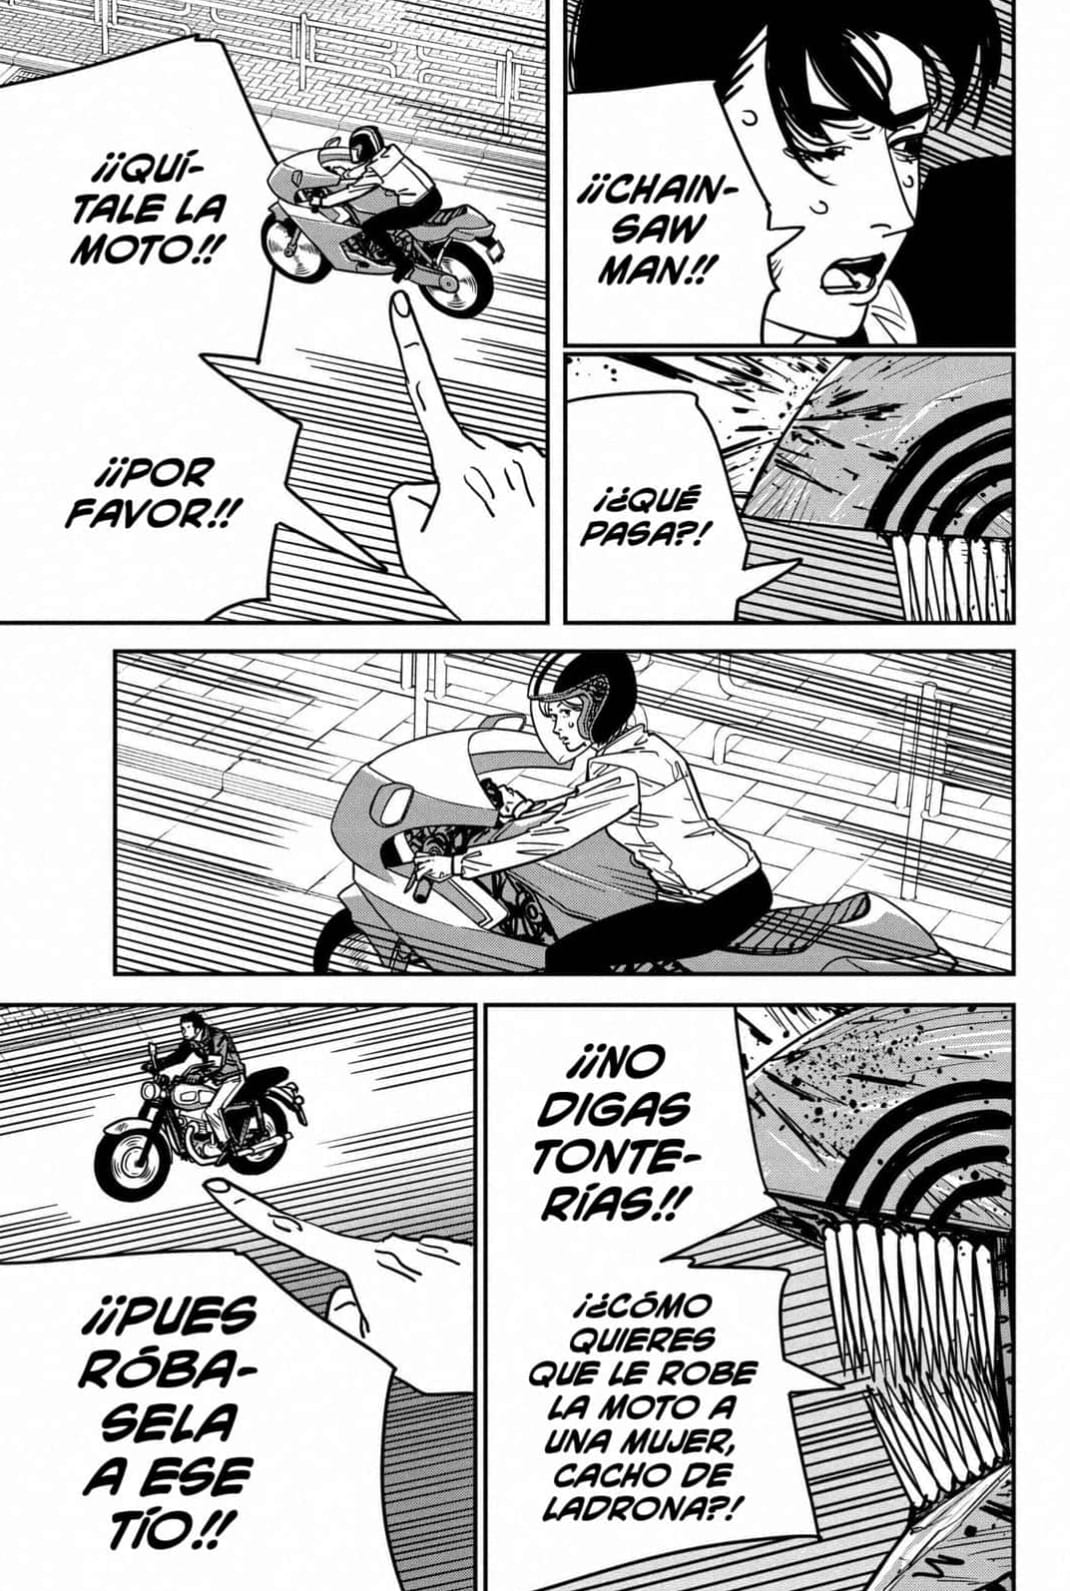 ¡¡CHAIN-
SAW
MAN!!
¡¿QUÉ
PASA?!
¡¡QUÍ-
TALE LA
MOTO!!
¡¡POR
FAVOR!!
¡¡NO
DIGAS
TONTE-
RÍAS!!
¡¿CÓMO
QUIERES
QUE LE ROBE
LA MOTO A
UNA MUJER,
CACHO DE
LADRONA?!
¡¡PUES
RÓBA-
SELA
A ESE
TÍO!!